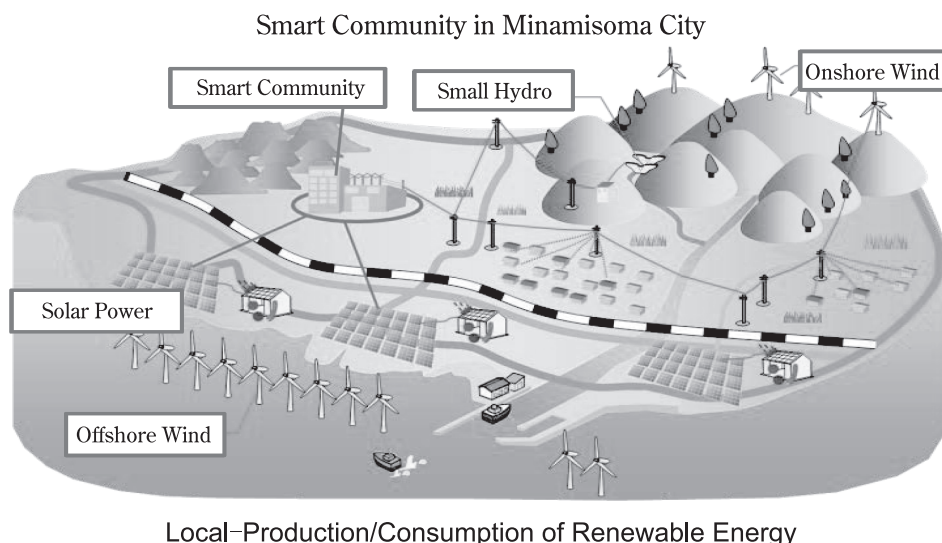 Smart Community in Minamisoma City
Smart Community
Small Hydro
Onshore Wind
Solar Power
Offshore Wind
Local-Production/Consumption of Renewable Energy